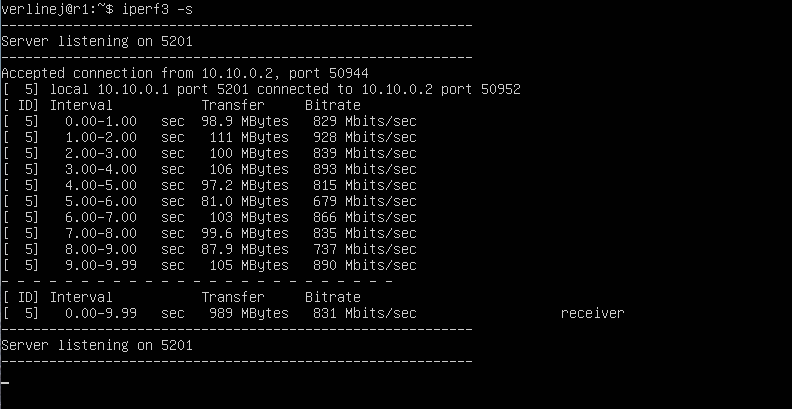 verlinej@r1:~$ iperf3 -s
-----------------------------------------------------------
Server listening on 5201
-----------------------------------------------------------
Accepted connection from 10.10.0.2, port 50944
[  5] local 10.10.0.1 port 5201 connected to 10.10.0.2 port 50952
[ ID] Interval           Transfer     Bitrate
[  5]   0.00-1.00   sec  98.9 MBytes   829 Mbits/sec
[  5]   1.00-2.00   sec   111 MBytes   928 Mbits/sec
[  5]   2.00-3.00   sec   100 MBytes   839 Mbits/sec
[  5]   3.00-4.00   sec   106 MBytes   893 Mbits/sec
[  5]   4.00-5.00   sec  97.2 MBytes   815 Mbits/sec
[  5]   5.00-6.00   sec  81.0 MBytes   679 Mbits/sec
[  5]   6.00-7.00   sec   103 MBytes   866 Mbits/sec
[  5]   7.00-8.00   sec  99.6 MBytes   835 Mbits/sec
[  5]   8.00-9.00   sec  87.9 MBytes   737 Mbits/sec
[  5]   9.00-9.99   sec   105 MBytes   890 Mbits/sec
- - - - - - - - - - - - - - - - - - - - - - - - -
[ ID] Interval           Transfer     Bitrate
[  5]   0.00-9.99   sec   989 MBytes   831 Mbits/sec                  receiver
-----------------------------------------------------------
Server listening on 5201
-----------------------------------------------------------